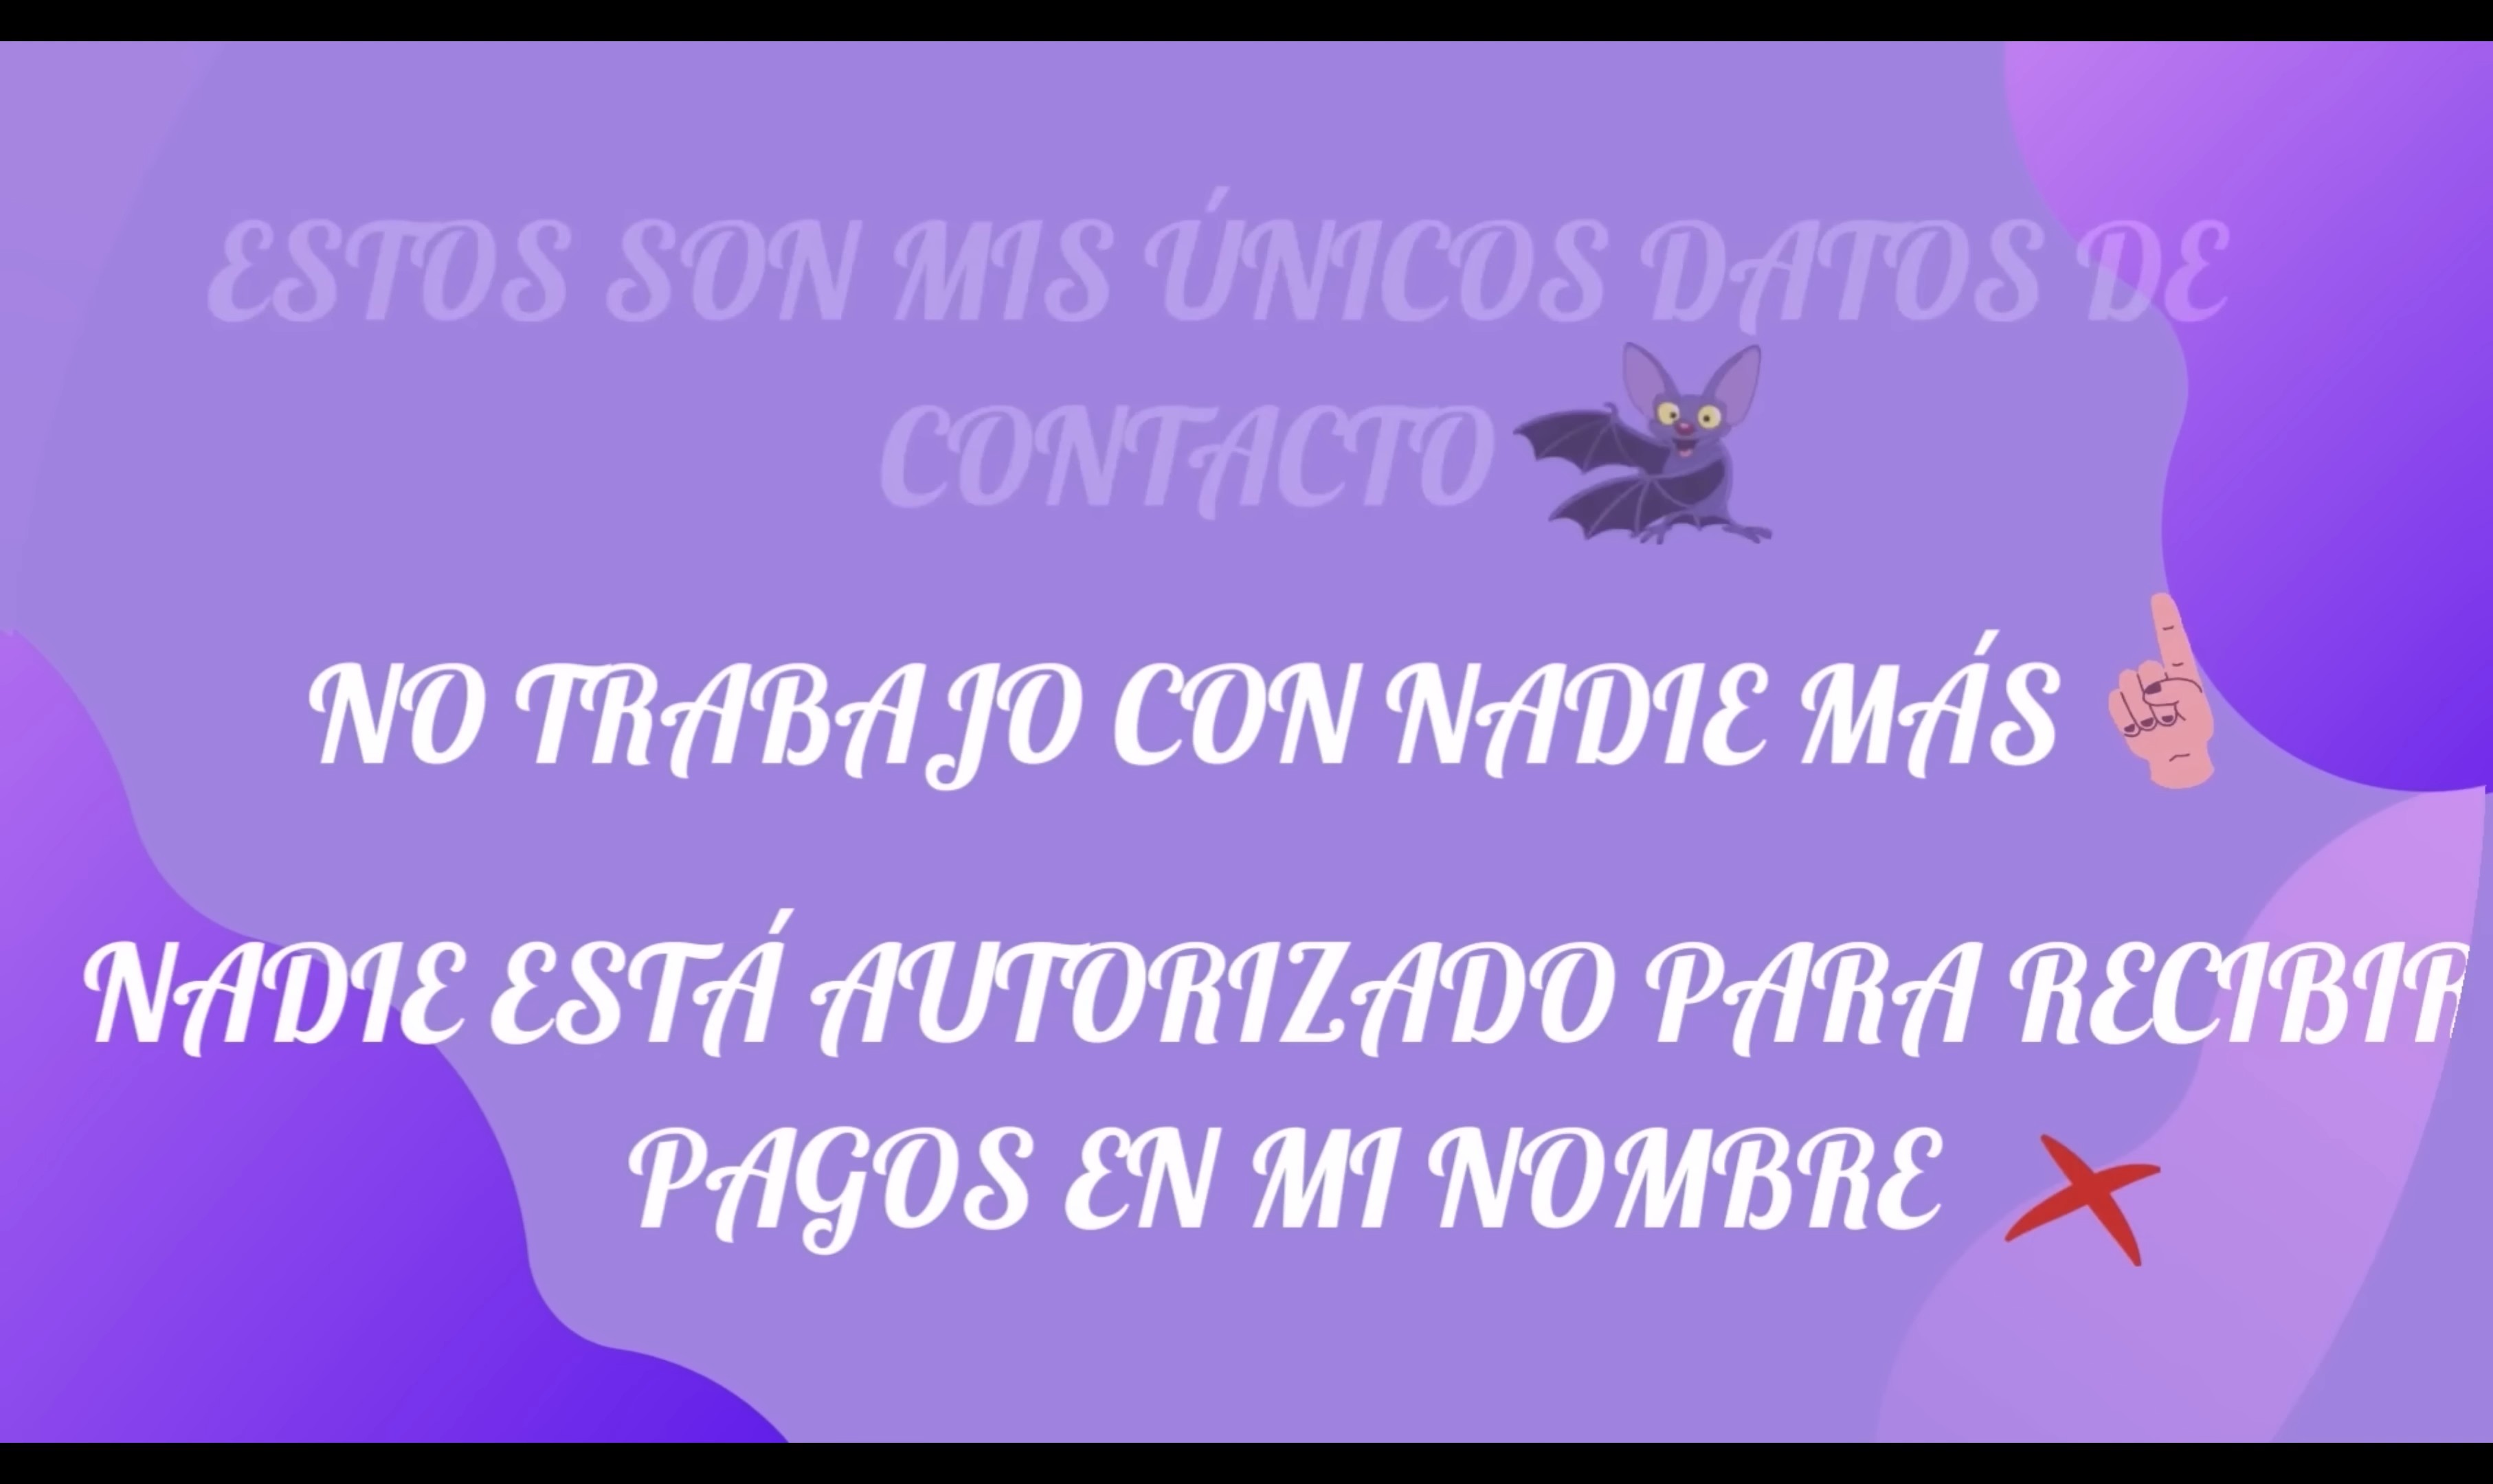 ESTOS SON MIS ÚNICOS DATOS DE
CONTACTO
NO TRABAJO CON NADIE MÁS
NADIE ESTÁ AUTORIZADO PARA RECIBIR
PAGOS EN MI NOMBRE